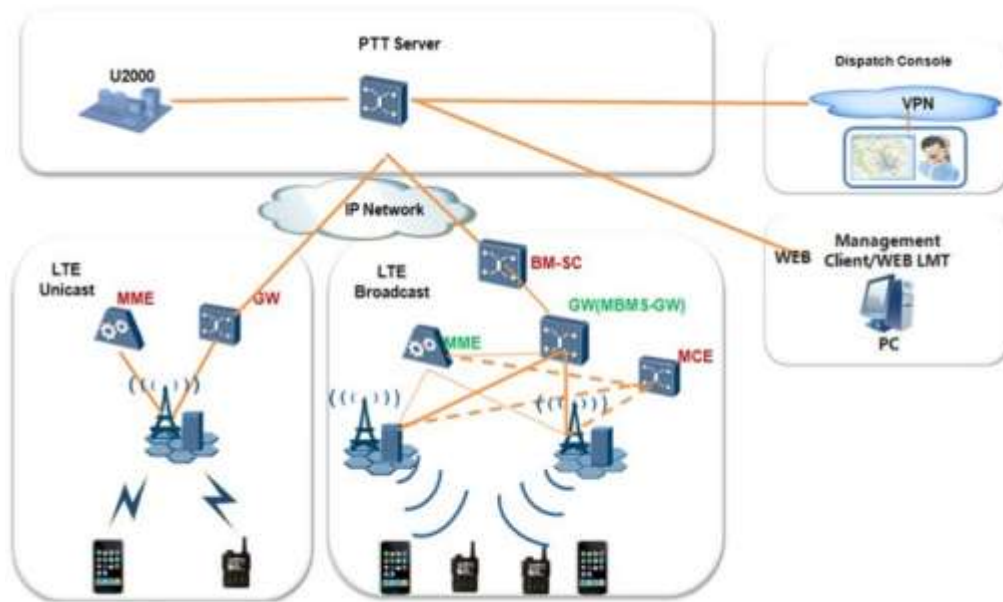 PTT Server
U2000
Dispatch Console
VPN
IP Network
BM-SC
WEB
Management
Client/WEB LMT
PC
LTE
Unicast
MME
GW
LTE
Broadcast
GW(MBMS-GW)
MME
MCE